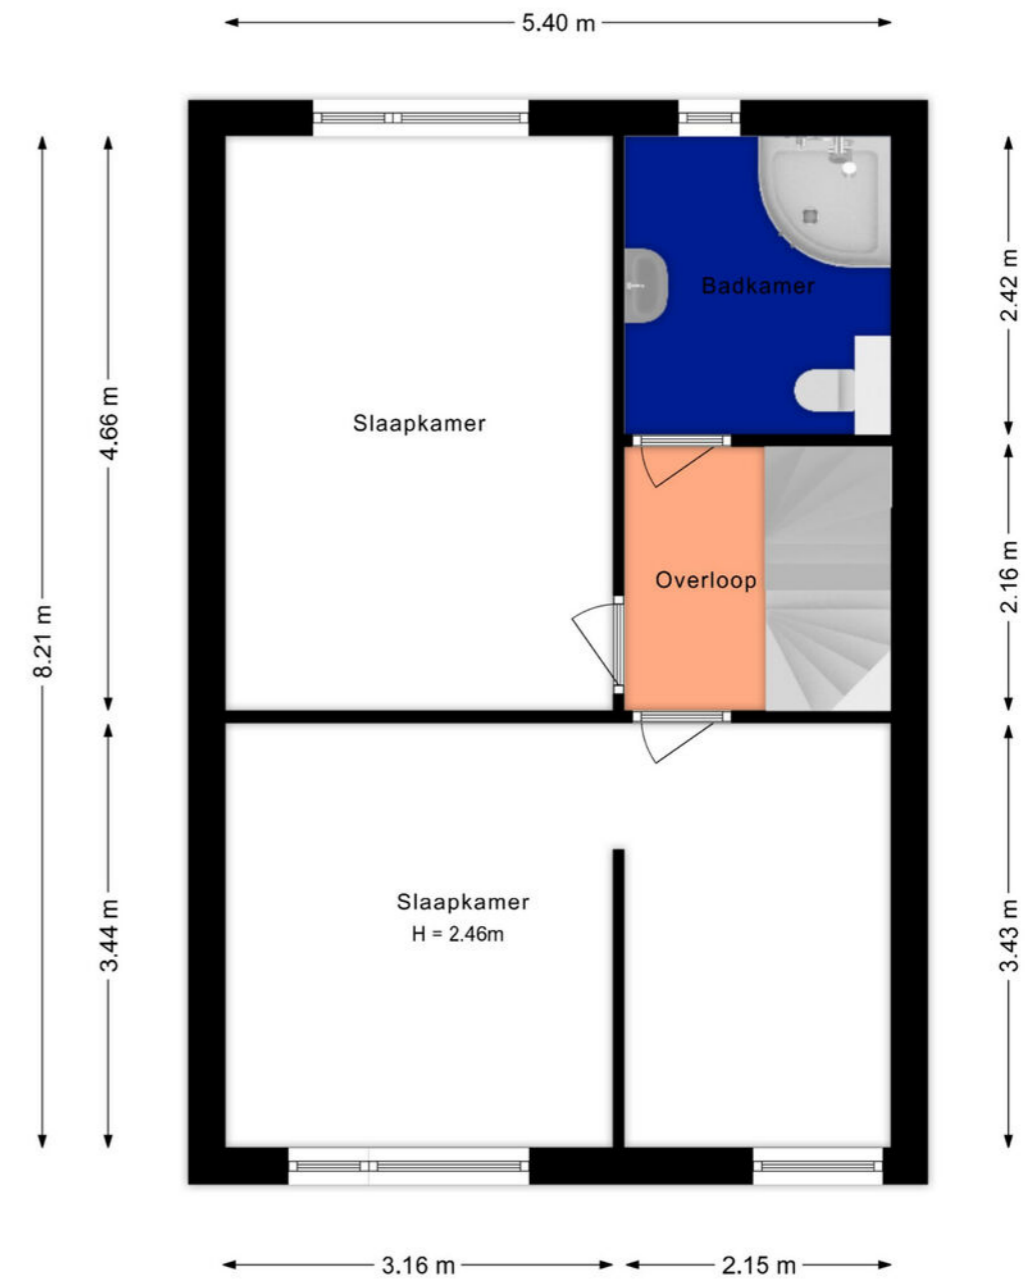 5.40 m
2.42 m
Badkamer
4.66 m
Slaapkamer
2.16 m
Overloop
8.21 m
Slaapkamer
H = 2.46m
3.44 m
3.43 m
3.16 m
2.15 m